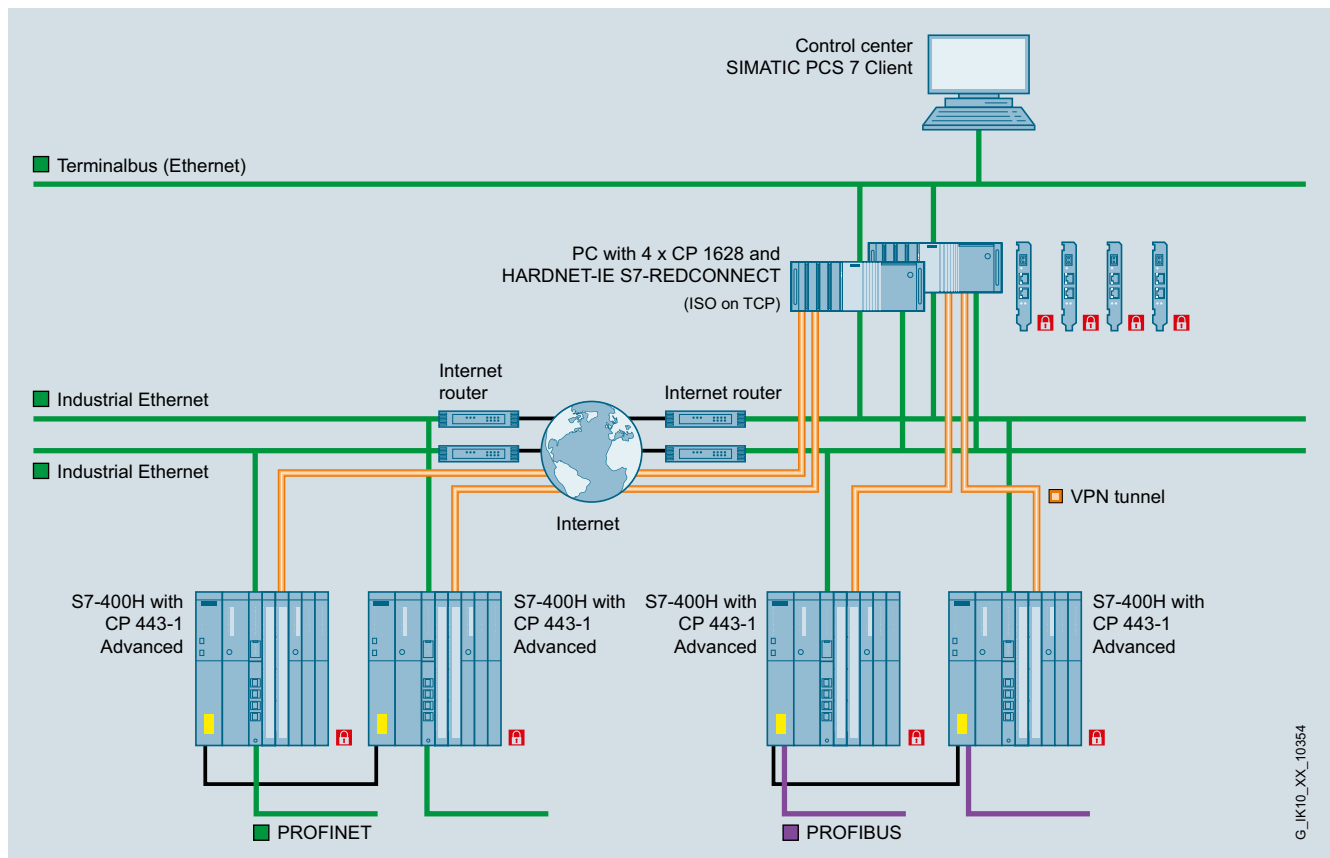 Control center
SIMATIC PCS 7 Client
Terminalbus (Ethernet)
PC with 4 x CP 1628 and
HARDNET-IE S7-REDCONNECT
(ISO on TCP)
Internet
router
Internet router
Industrial Ethernet
Industrial Ethernet
VPN tunnel
Internet
S7-400H with
CP 443-1
Advanced
S7-400H with
CP 443-1
Advanced
S7-400H with
CP 443-1
Advanced
S7-400H with
CP 443-1
Advanced
PROFINET
PROFIBUS
G_IK10_XX_10354